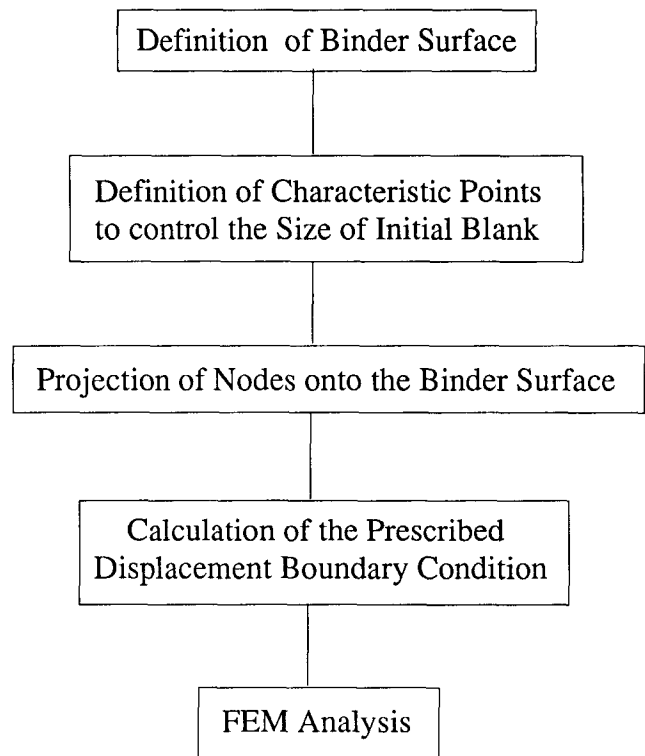 Definition of Binder Surface
Definition of Characteristic Points
to control the Size of Initial Blank
Projection of Nodes onto the Binder Surface
Calculation of the Prescribed
Displacement Boundary Condition
FEM Analysis